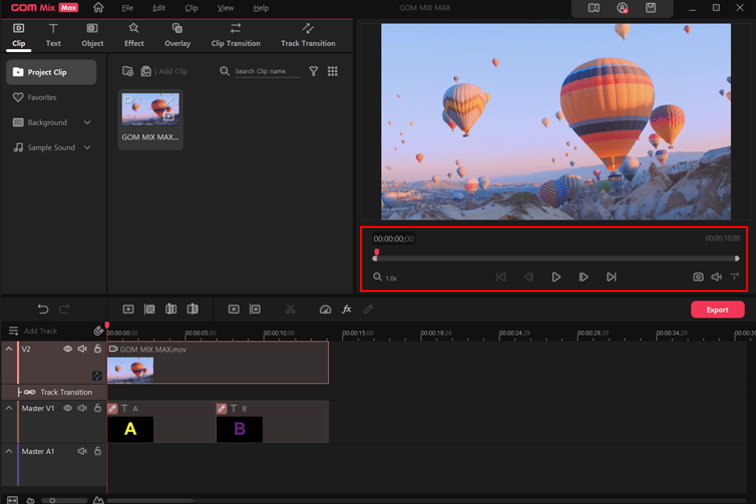 GOM Mix Max
File Edit Clip View Help
GOM MIX MAX
Clip Text Object Effect Overlay Clip Transition Track Transition
Project Clip
Favorites
Background
Sample Sound
Add Clip
Search Clip name
GOM MIX MAX...
00:00:00;00
00:00:16;08
1.0x
fx
Export
Add Track
00:00:00;00 00:00:05;00 00:00:10;00 00:00:15;00 00:00:19;29 00:00:24;29 00:00:29;29 00:00:34;29
V2
GOM MIX MAX.mov
Track Transition
Master V1
T A
T B
A
B
Master A1